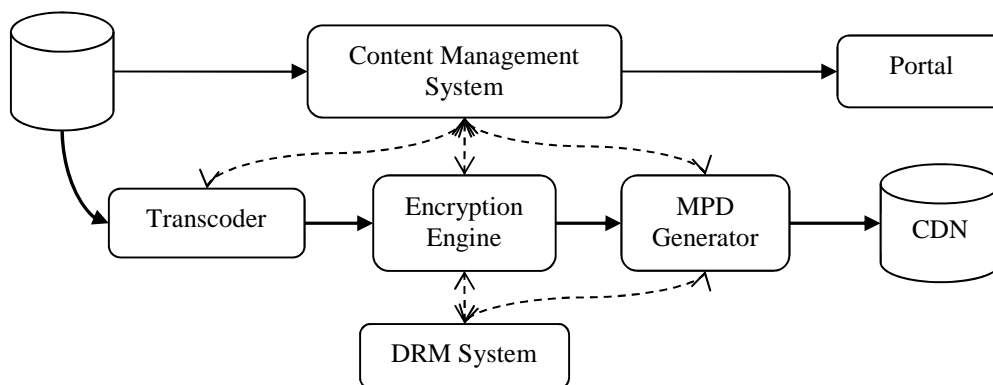 Content Management
System
Portal
Transcoder
Encryption
Engine
MPD
Generator
CDN
DRM System